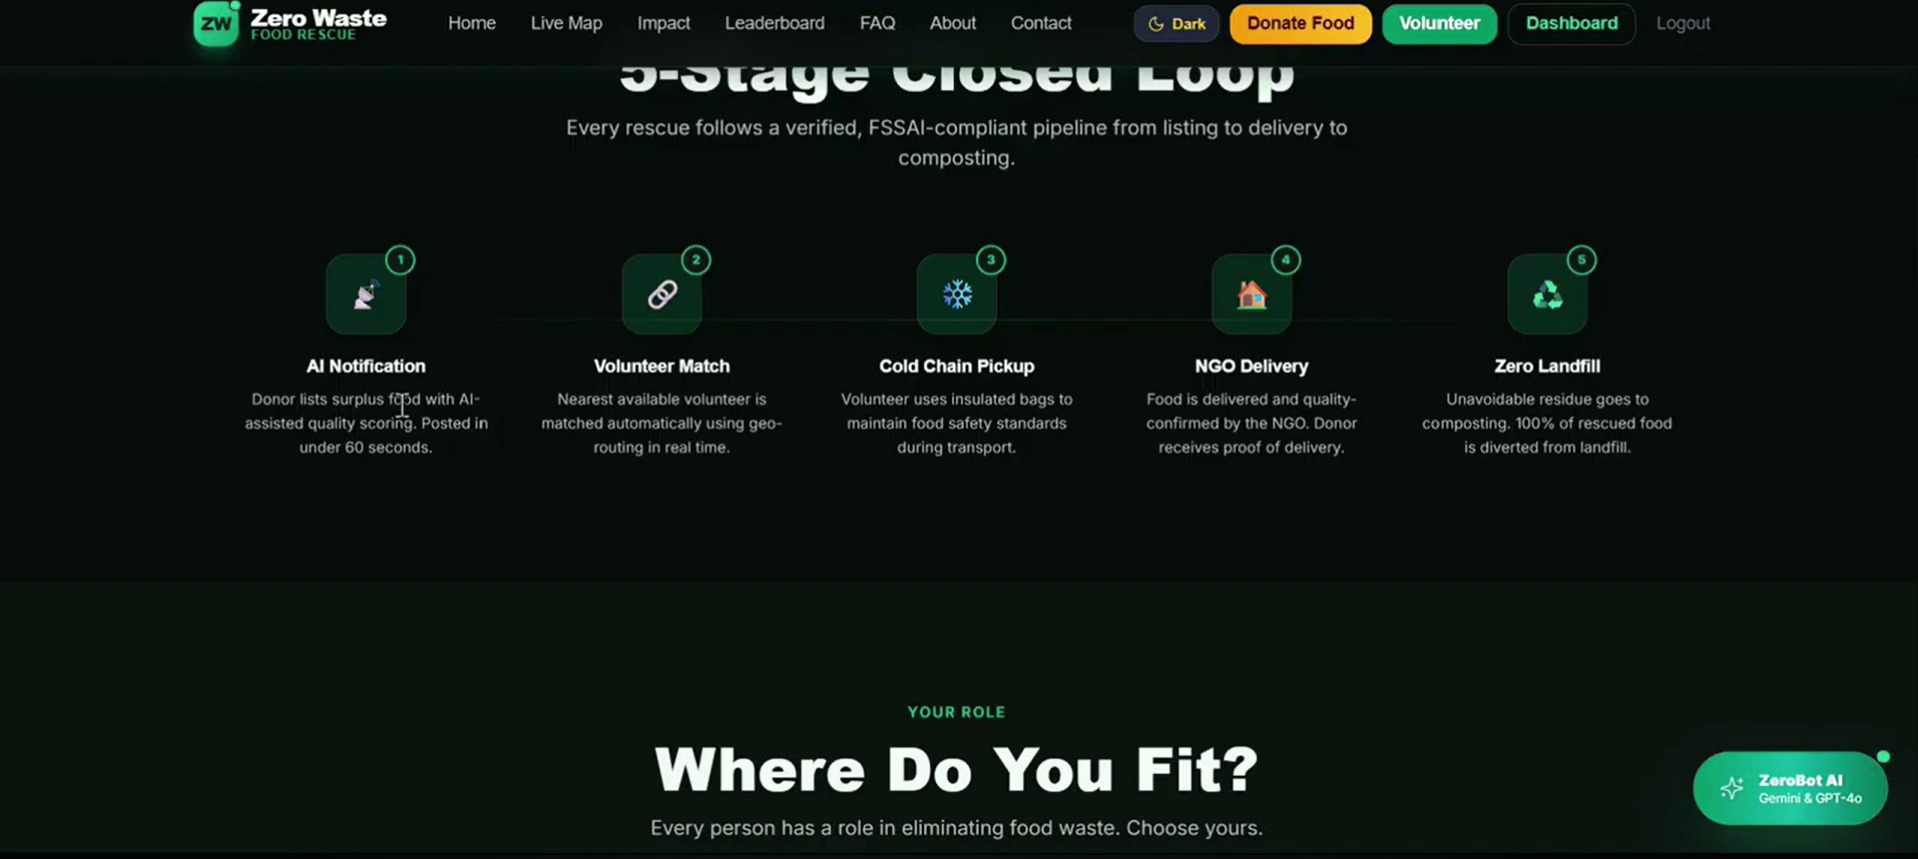 ZW
Zero Waste
FOOD RESCUE
Home
Live Map
Impact
Leaderboard
FAQ
About
Contact
Dark
Donate Food
Volunteer
Dashboard
Logout
5-Stage Closed Loop
Every rescue follows a verified, FSSAI-compliant pipeline from listing to delivery to
composting.
1
AI Notification
Donor lists surplus food with AI-
assisted quality scoring. Posted in
under 60 seconds.
2
Volunteer Match
Nearest available volunteer is
matched automatically using geo-
routing in real time.
3
Cold Chain Pickup
Volunteer uses insulated bags to
maintain food safety standards
during transport.
4
NGO Delivery
Food is delivered and quality-
confirmed by the NGO. Donor
receives proof of delivery.
5
Zero Landfill
Unavoidable residue goes to
composting. 100% of rescued food
is diverted from landfill.
YOUR ROLE
Where Do You Fit?
Every person has a role in eliminating food waste. Choose yours.
ZeroBot AI
Gemini & GPT-4o